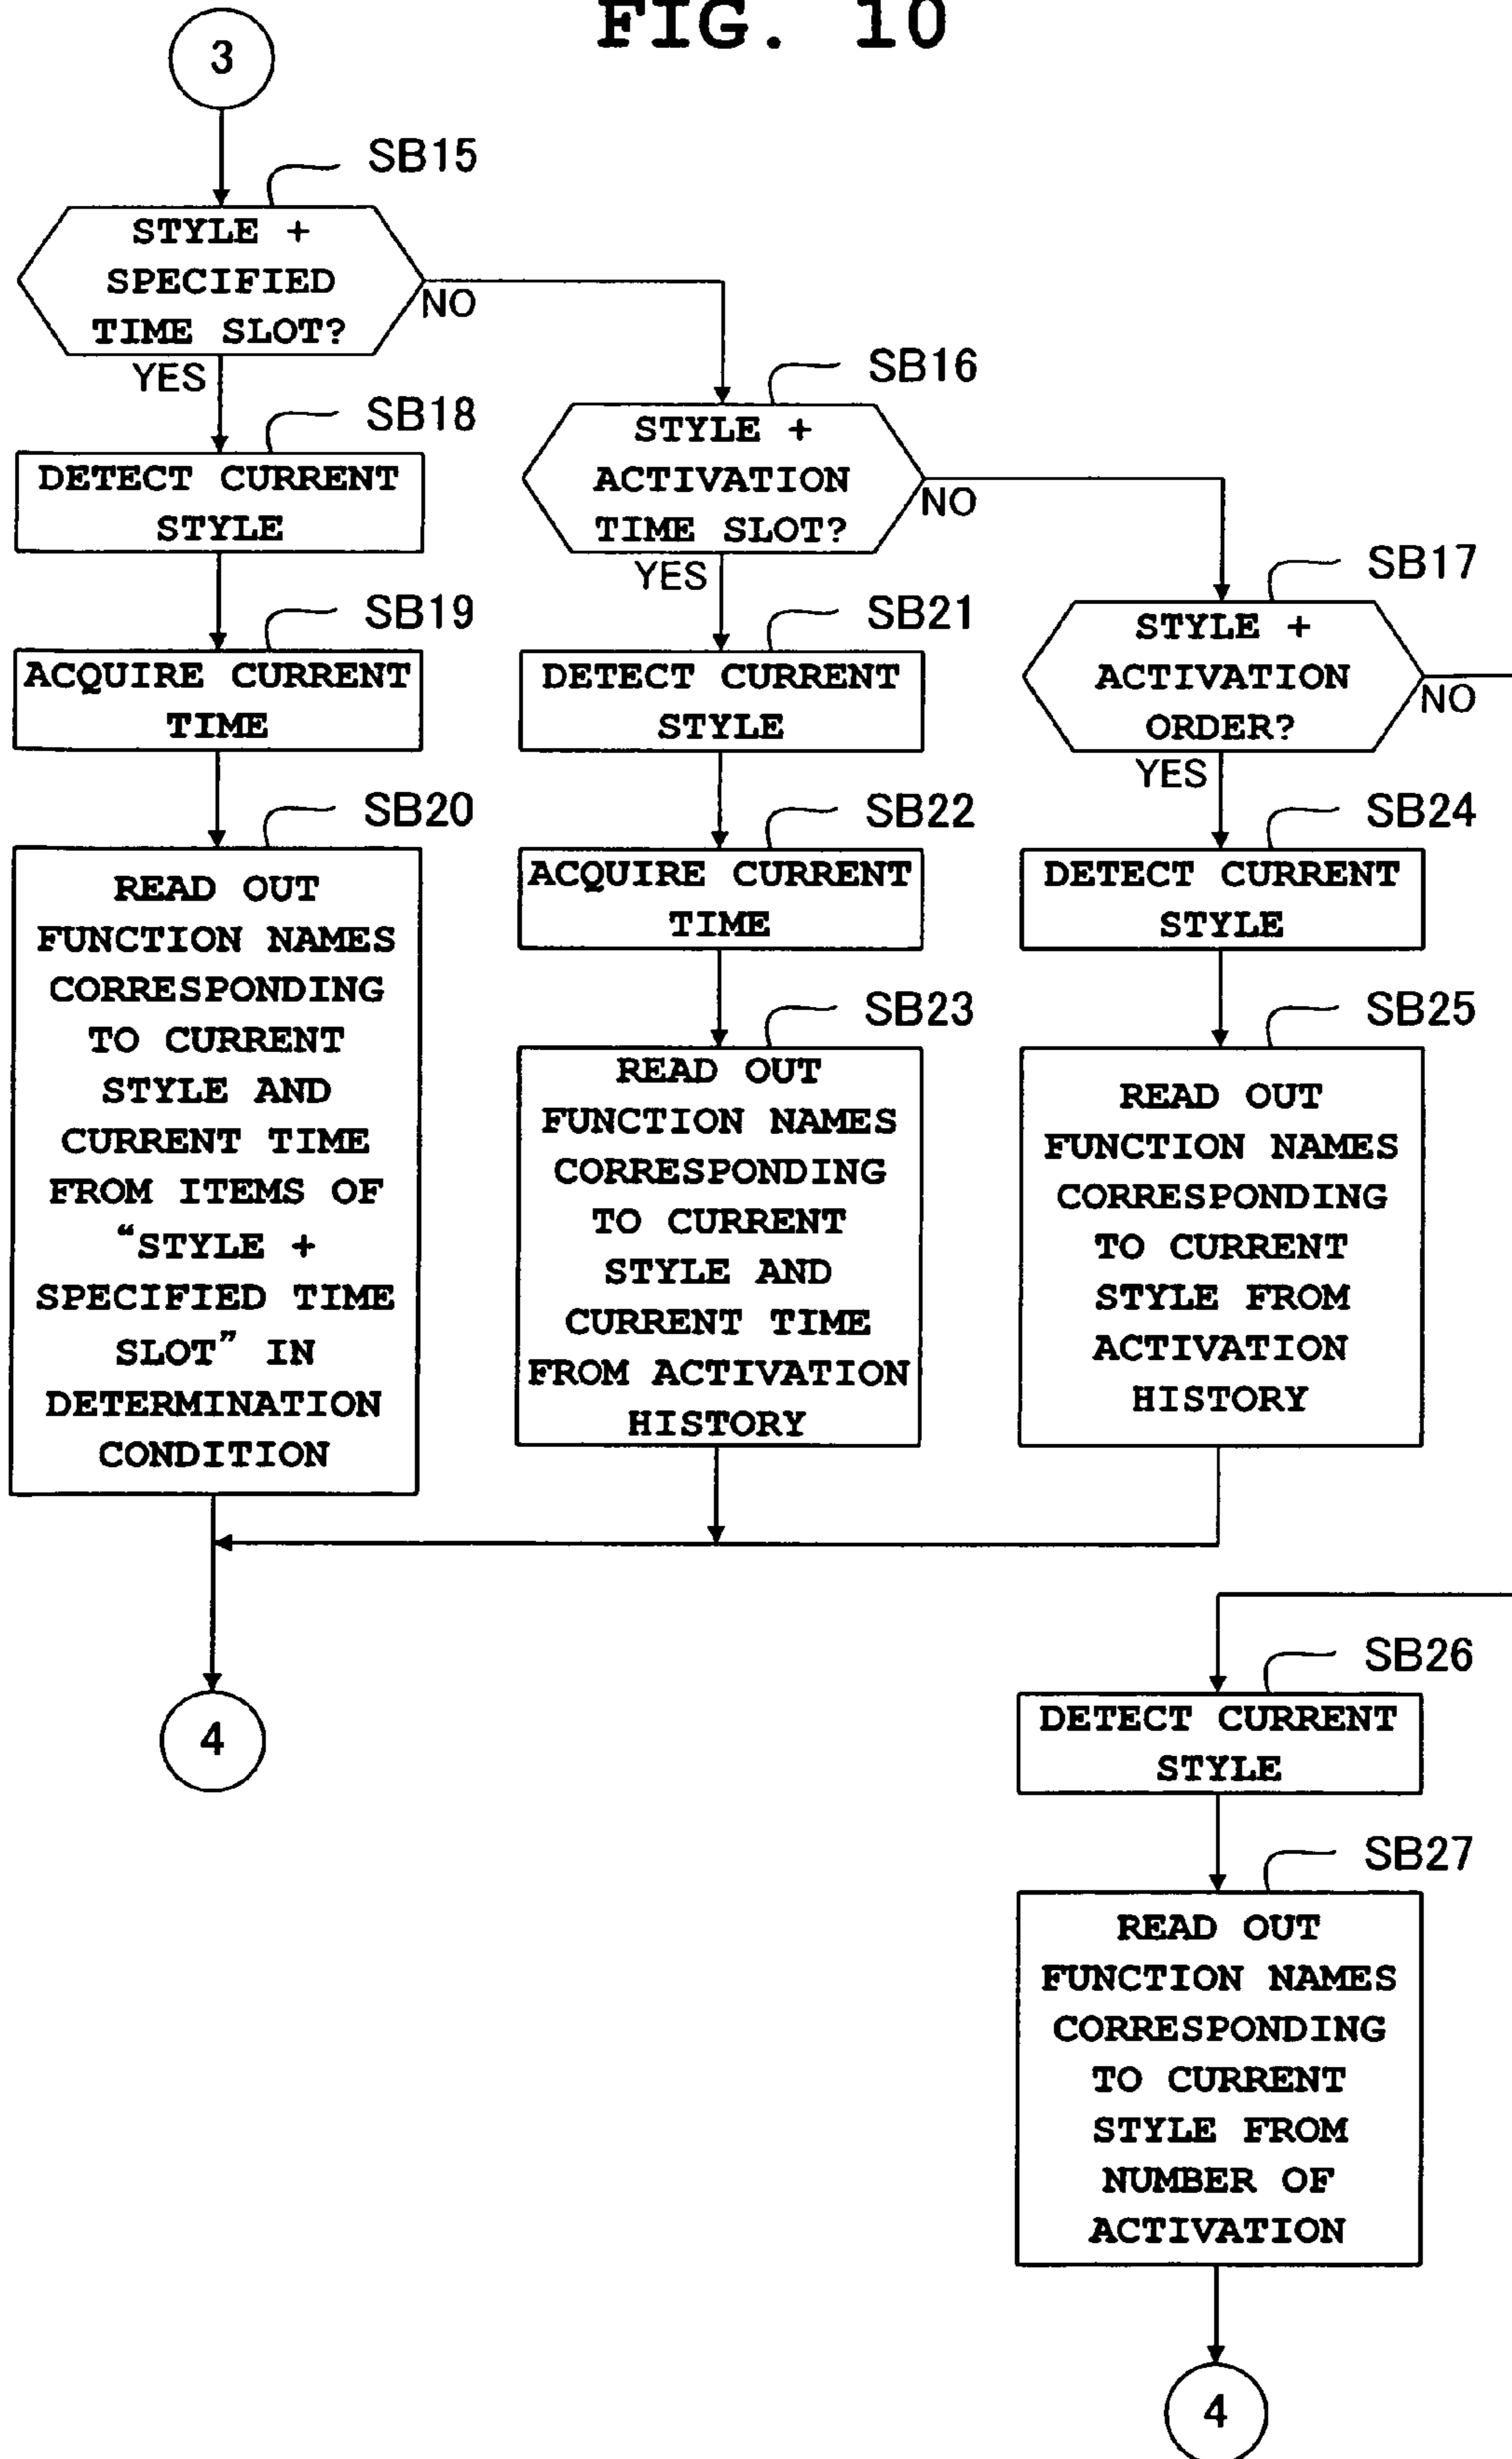 FIG. 10
3
SB15
STYLE +
SPECIFIED
TIME SLOT?
NO
YES
SB18
DETECT CURRENT
STYLE
SB19
ACQUIRE CURRENT
TIME
SB20
READ OUT
FUNCTION NAMES
CORRESPONDING
TO CURRENT
STYLE AND
CURRENT TIME
FROM ITEMS OF
“STYLE +
SPECIFIED TIME
SLOT” IN
DETERMINATION
CONDITION
4
SB16
STYLE +
ACTIVATION
TIME SLOT?
NO
YES
SB21
DETECT CURRENT
STYLE
SB22
ACQUIRE CURRENT
TIME
SB23
READ OUT
FUNCTION NAMES
CORRESPONDING
TO CURRENT
STYLE AND
CURRENT TIME
FROM ACTIVATION
HISTORY
SB17
STYLE +
ACTIVATION
ORDER?
NO
YES
SB24
DETECT CURRENT
STYLE
SB25
READ OUT
FUNCTION NAMES
CORRESPONDING
TO CURRENT
STYLE FROM
ACTIVATION
HISTORY
SB26
DETECT CURRENT
STYLE
SB27
READ OUT
FUNCTION NAMES
CORRESPONDING
TO CURRENT
STYLE FROM
NUMBER OF
ACTIVATION
4